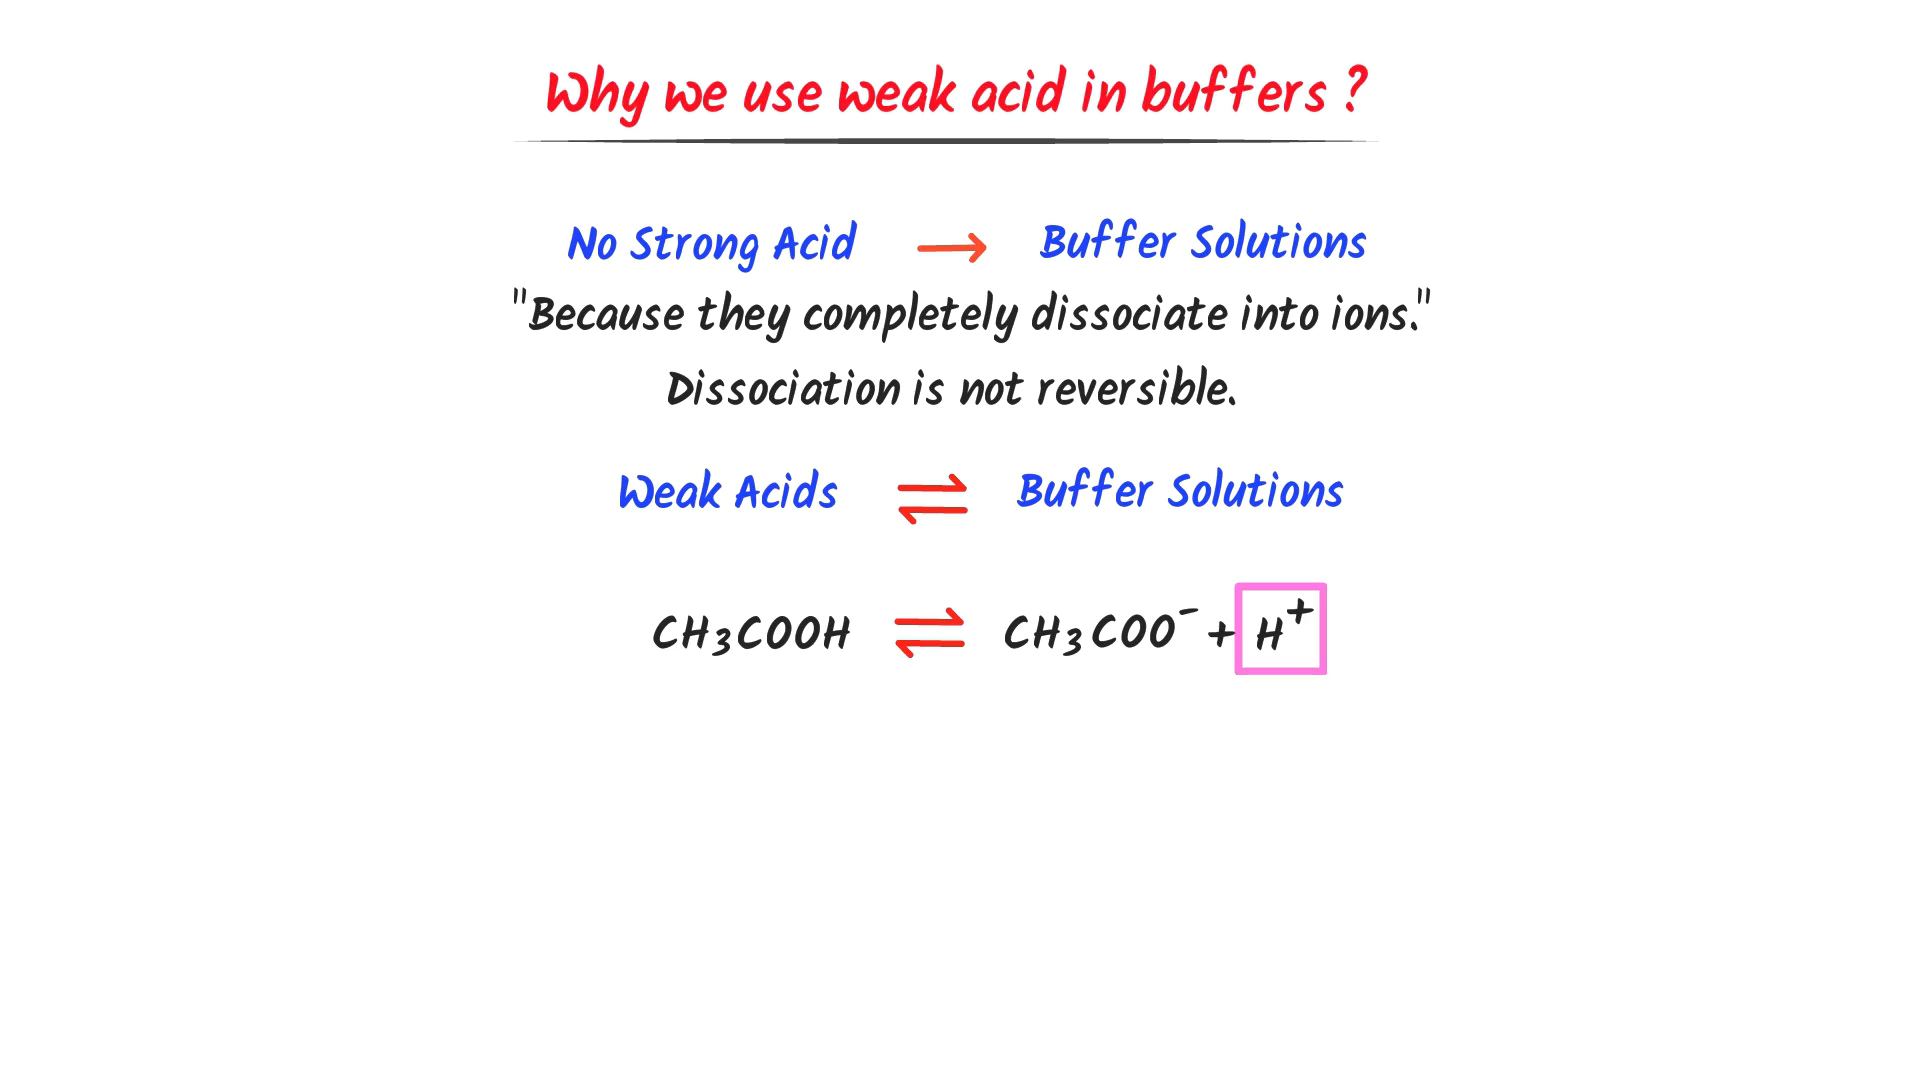 Why we use weak acid in buffers ?
No Strong Acid → Buffer Solutions
"Because they completely dissociate into ions."
Dissociation is not reversible.
Weak Acids ⇌ Buffer Solutions
CH₃COOH ⇌ CH₃COO⁻ + H⁺